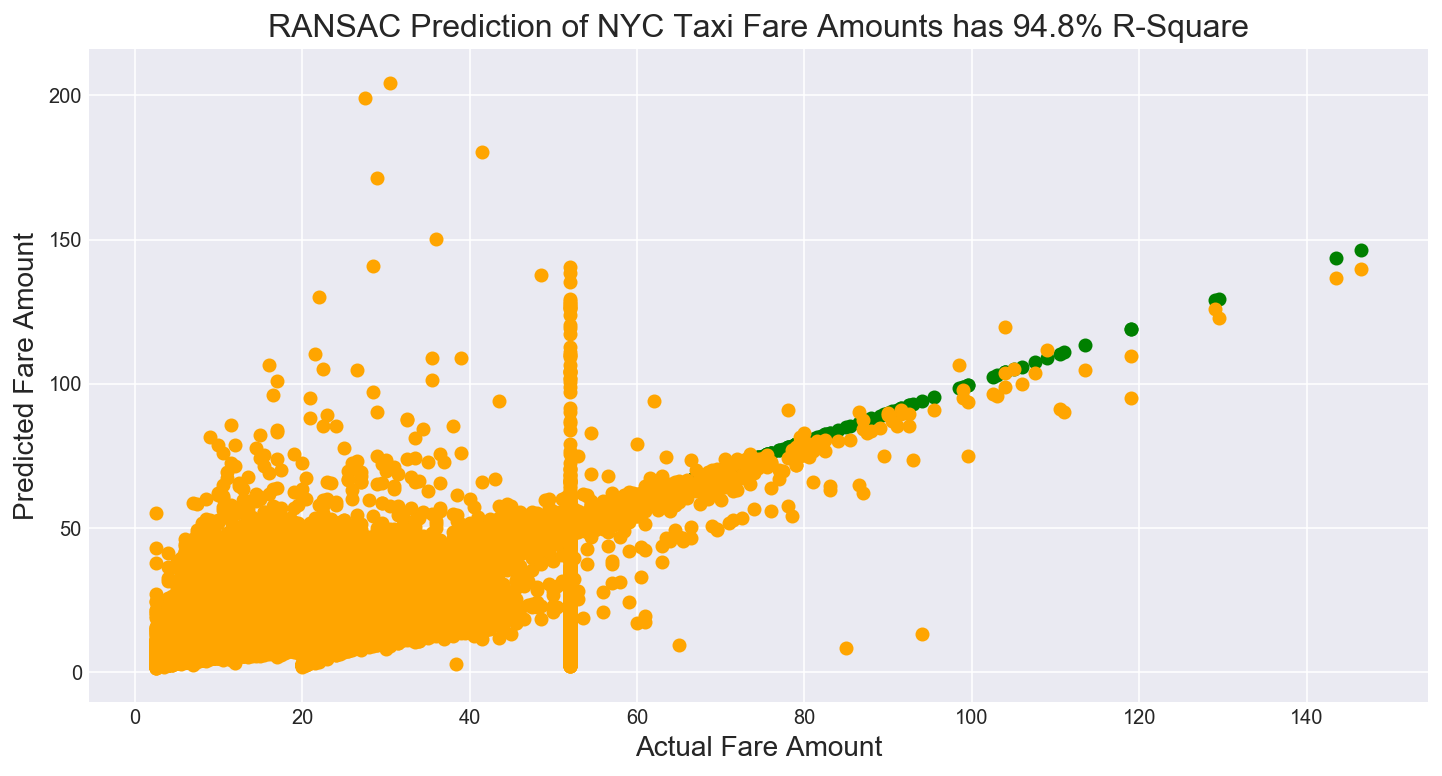 RANSAC Prediction of NYC Taxi Fare Amounts has 94.8% R-Square
200
150
100
50
0
Predicted Fare Amount
0 20 40 60 80 100 120 140
Actual Fare Amount